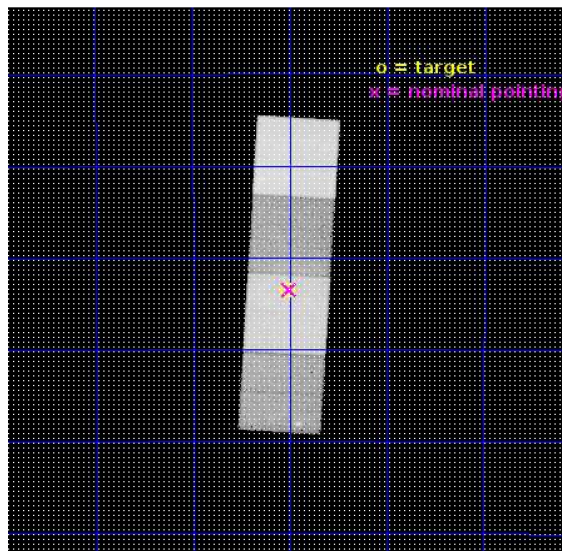 o = target
x = nominal pointing